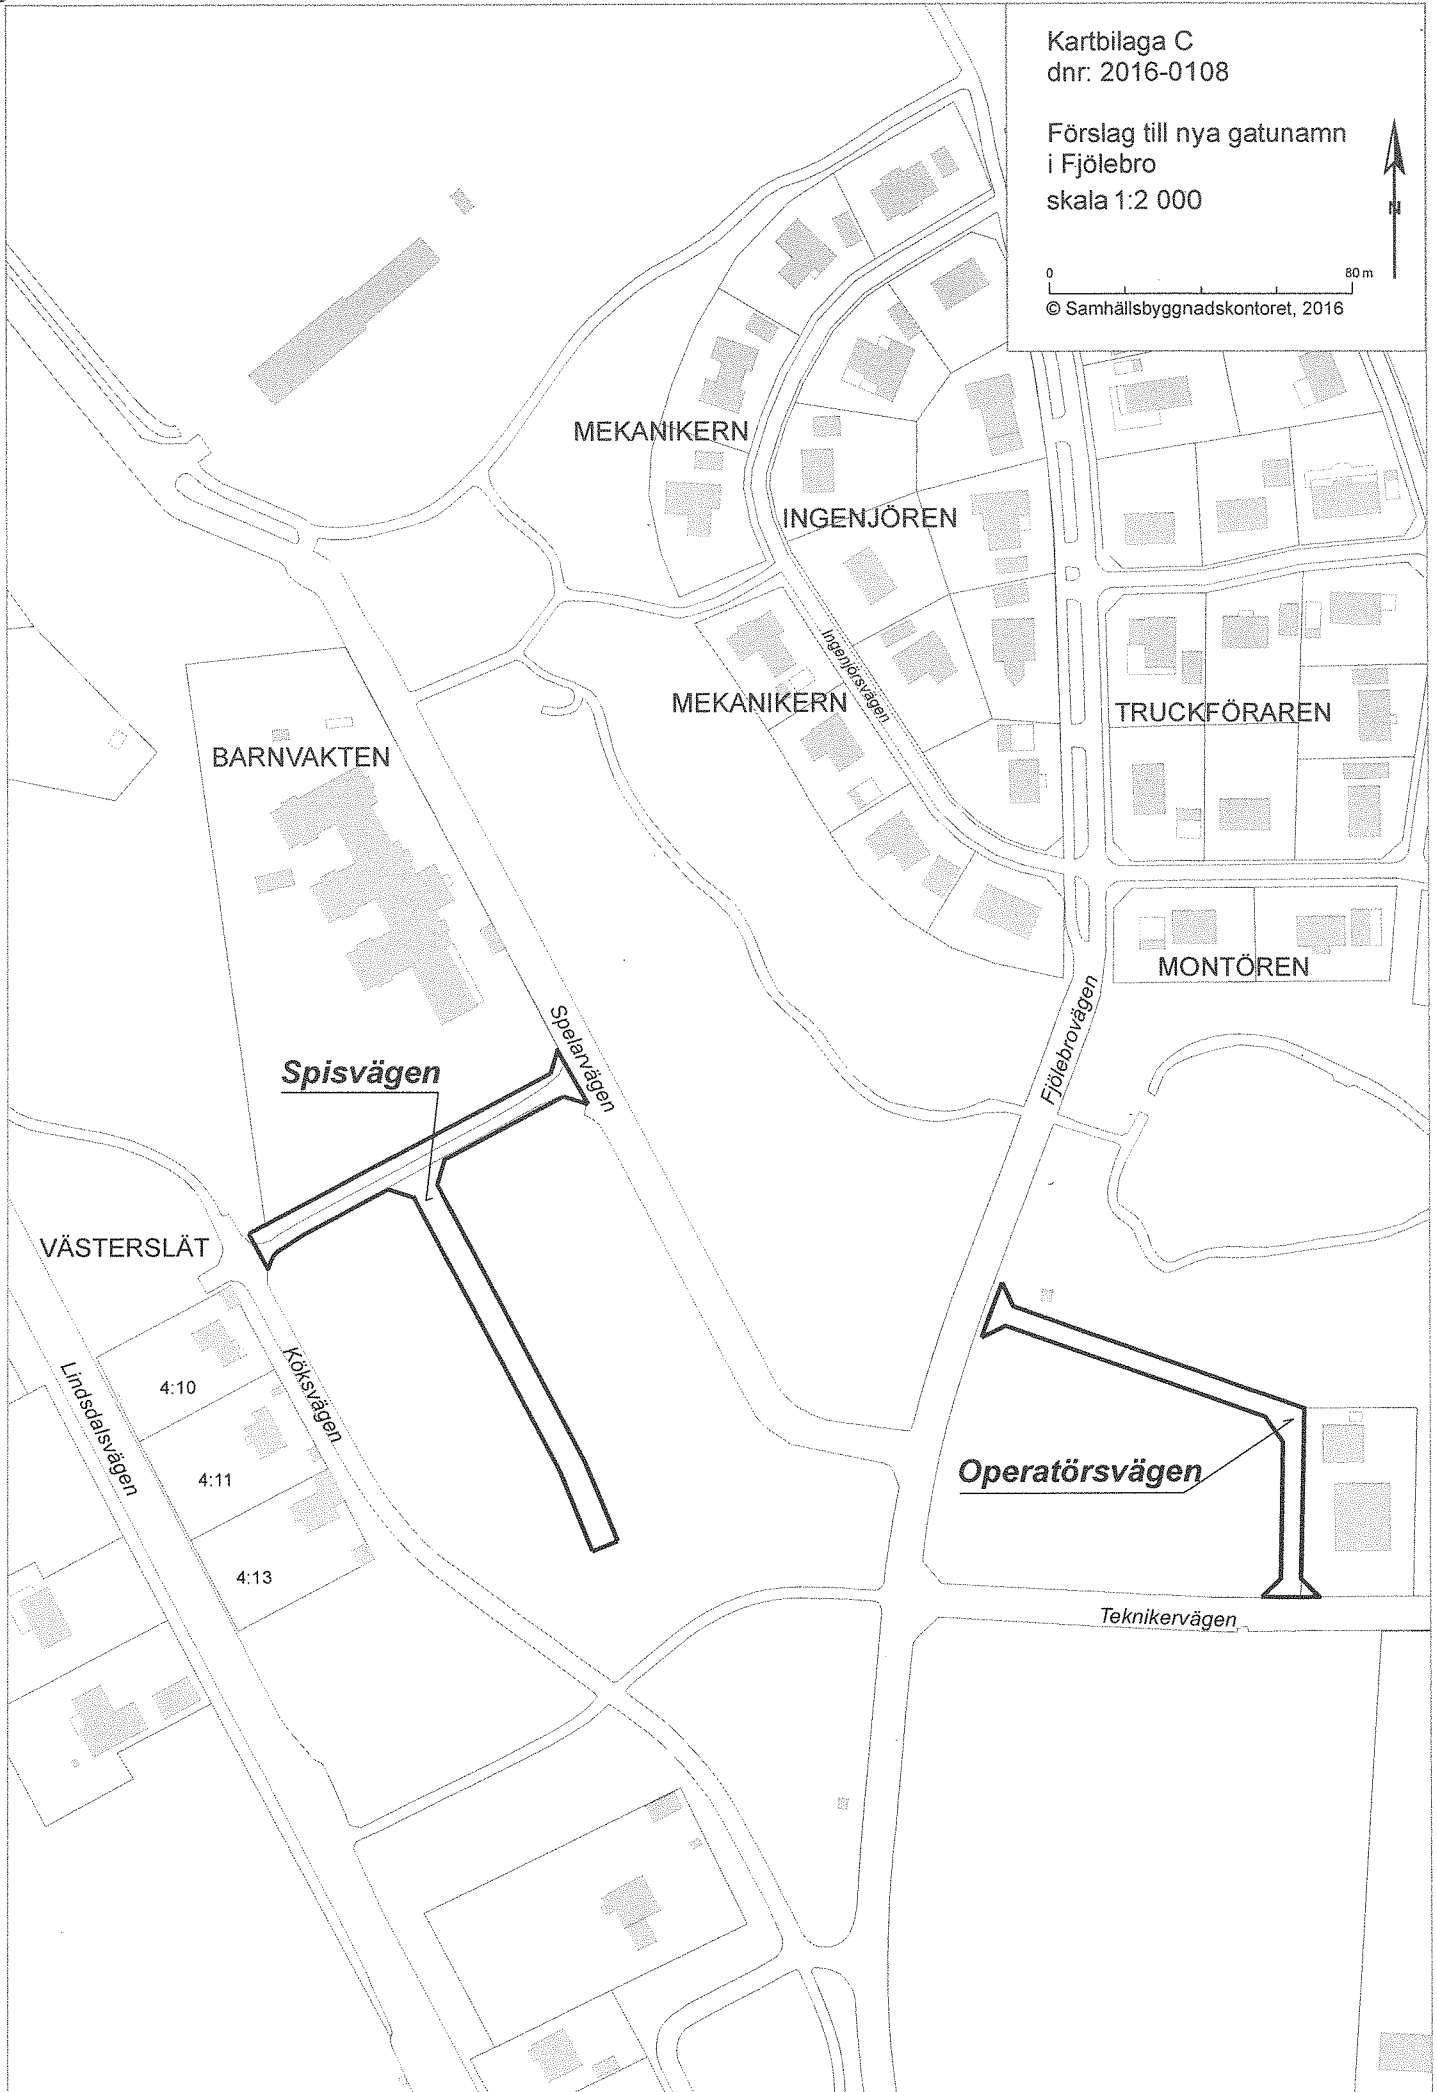 Kartbilaga C
dnr: 2016-0108
Förslag till nya gatunamn
i Fjölebro
skala 1:2 000
N
0 80 m
© Samhällsbyggnadskontoret, 2016
MEKANIKERN
INGENJÖREN
Ingenjörsvägen
MEKANIKERN
TRUCKFÖRAREN
BARNVAKTEN
MONTÖREN
Spelarvägen
Fjölebrovägen
Spisvägen
VÄSTERSLÄT
Lindsdalsvägen
4:10
Köksvägen
4:11
4:13
Operatörsvägen
Teknikervägen